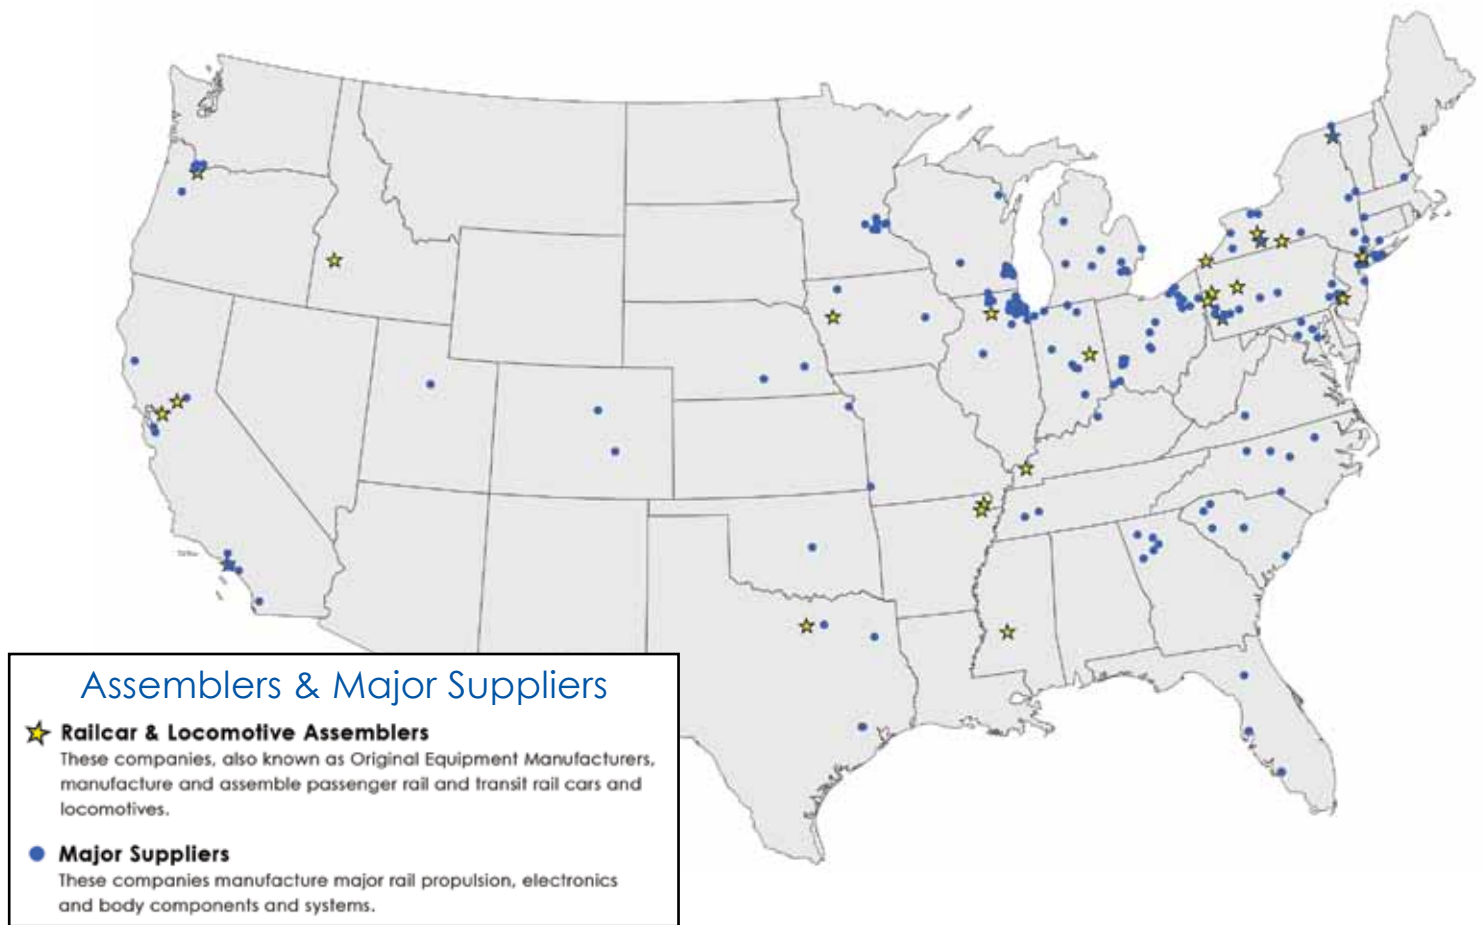 Assemblers & Major Suppliers
Railcar & Locomotive Assemblers
These companies, also known as Original Equipment Manufacturers,
manufacture and assemble passenger rail and transit rail cars and
locomotives.
Major Suppliers
These companies manufacture major rail propulsion, electronics
and body components and systems.